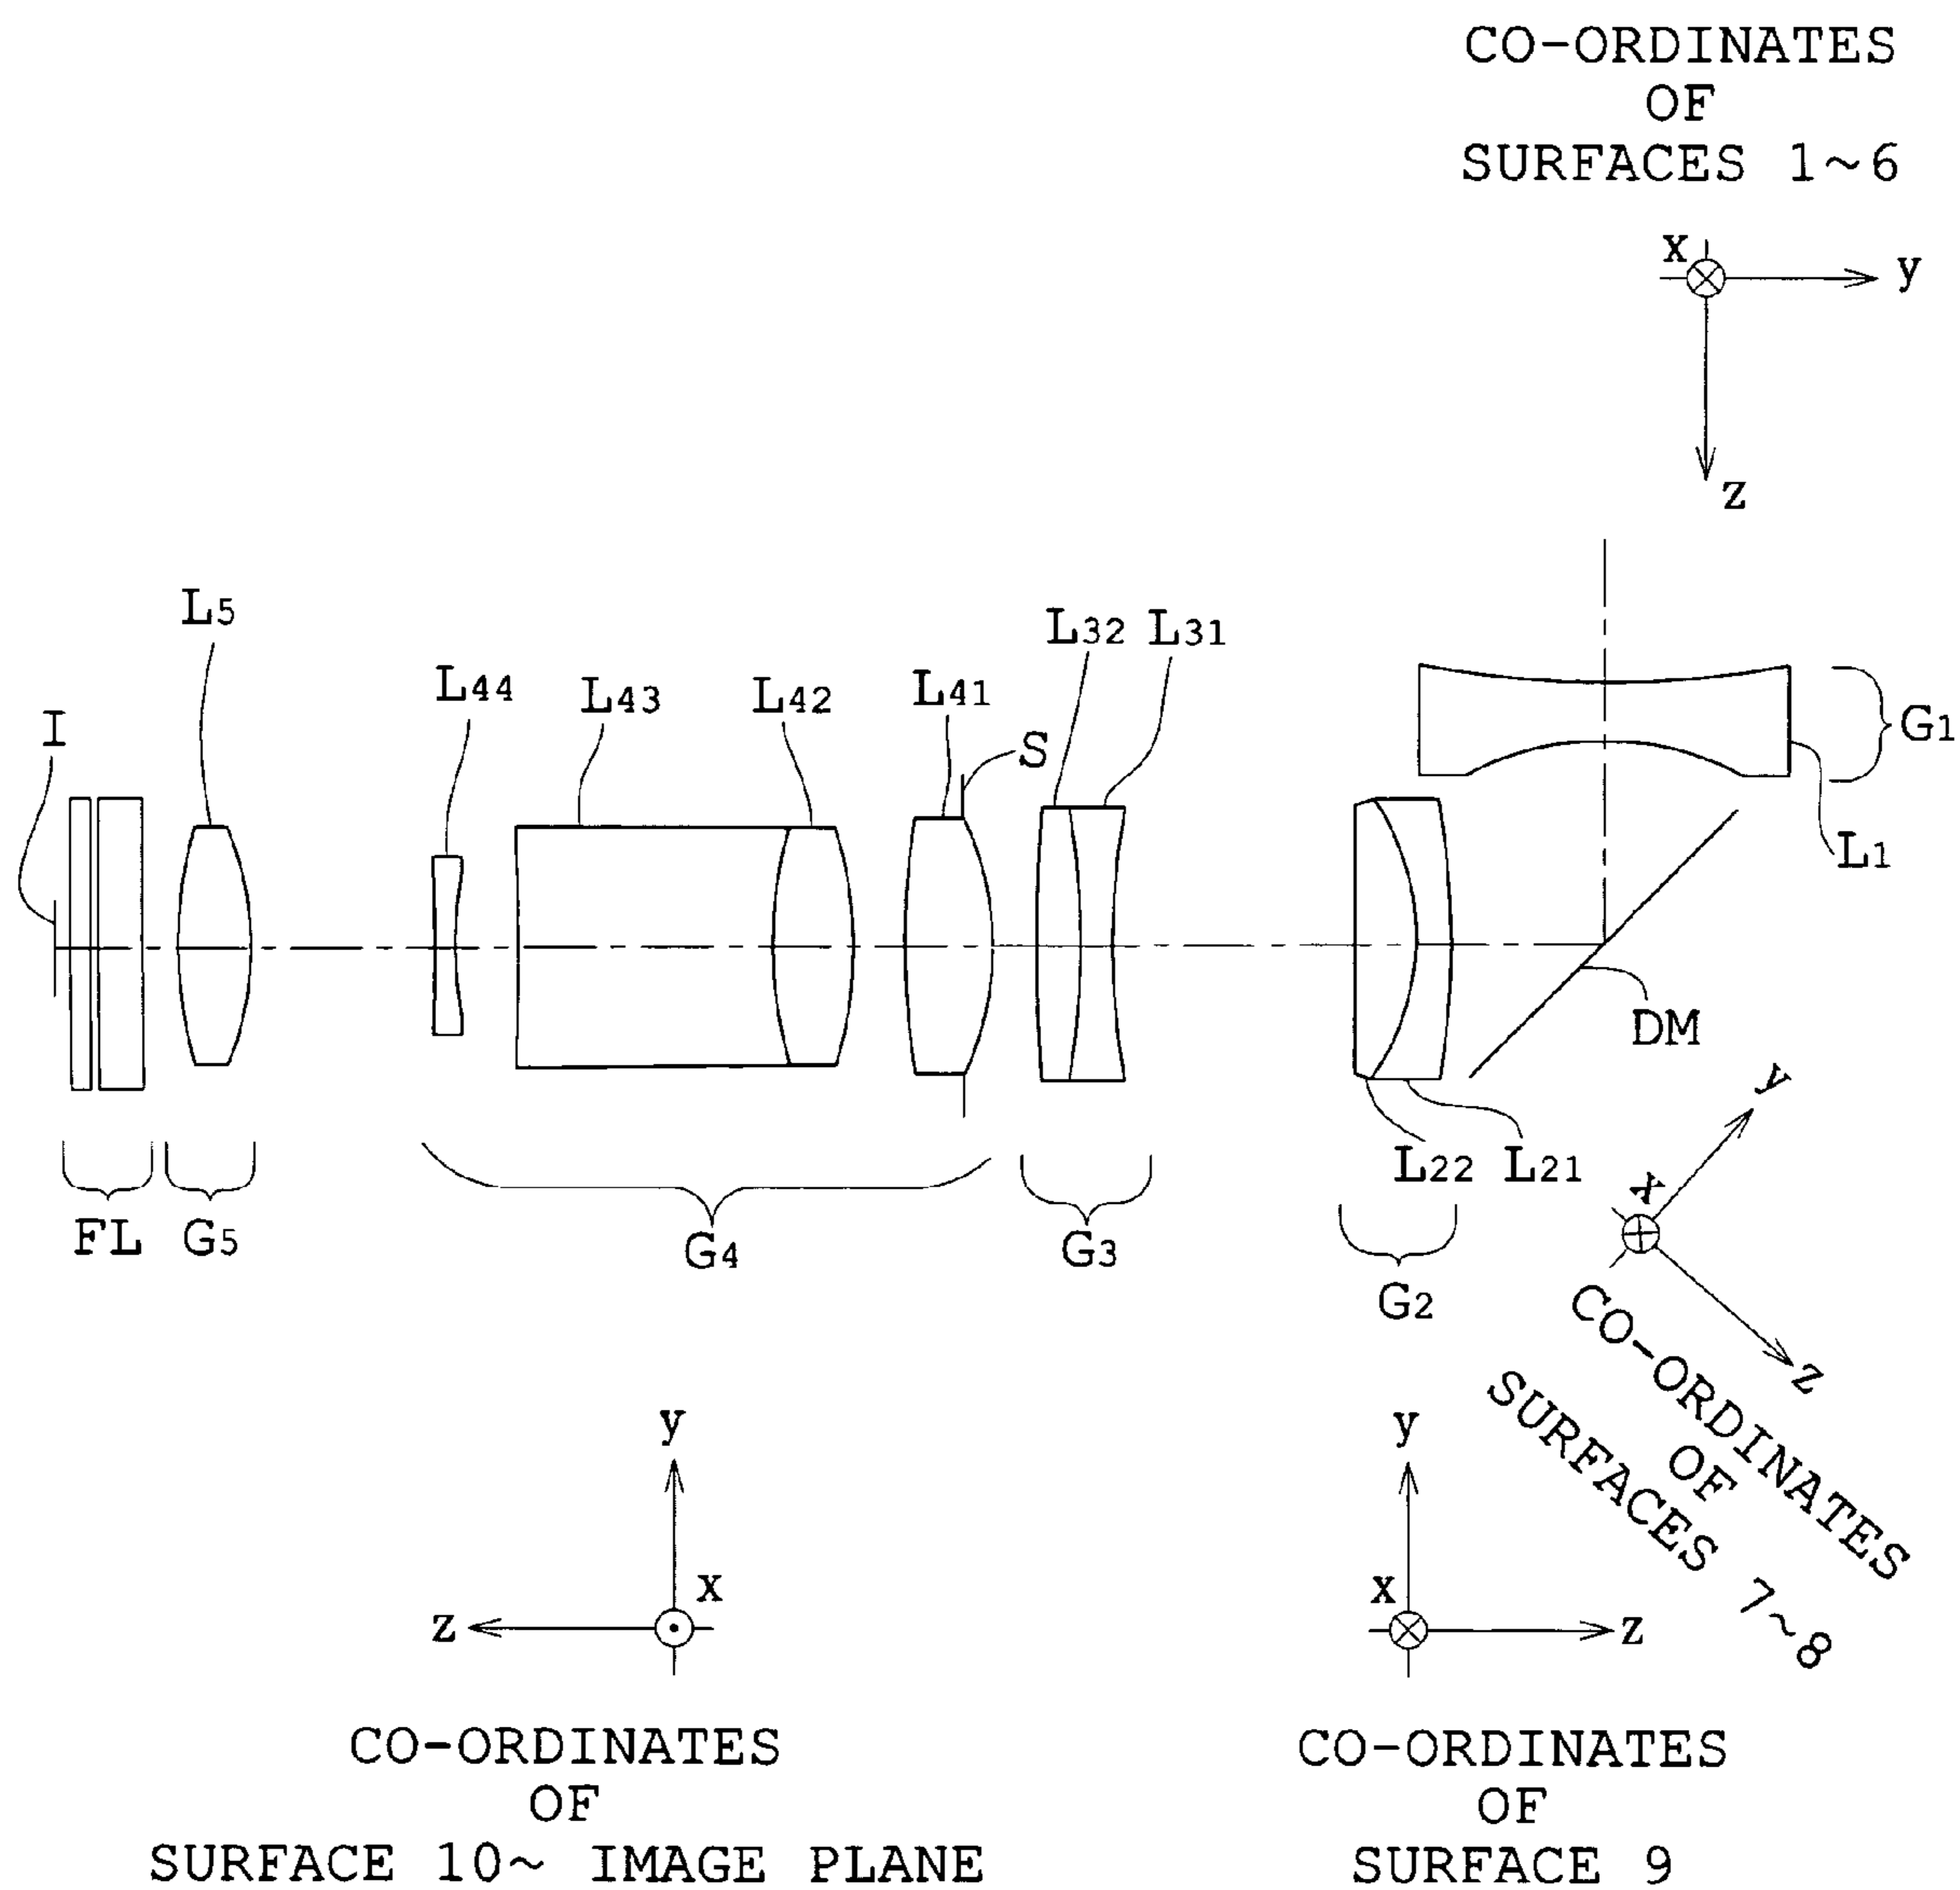 CO-ORDINATES
OF
SURFACES 1~6
x
y
z
L5
L32 L31
L44
L43
L42
L41
I
S
G1
L1
DM
y
L22 L21
x
FL
G5
G4
G3
G2
z
CO-ORDINATES
OF
SURFACES 7~8
y
x
z
CO-ORDINATES
OF
SURFACE 10~ IMAGE PLANE
y
x
z
CO-ORDINATES
OF
SURFACE 9